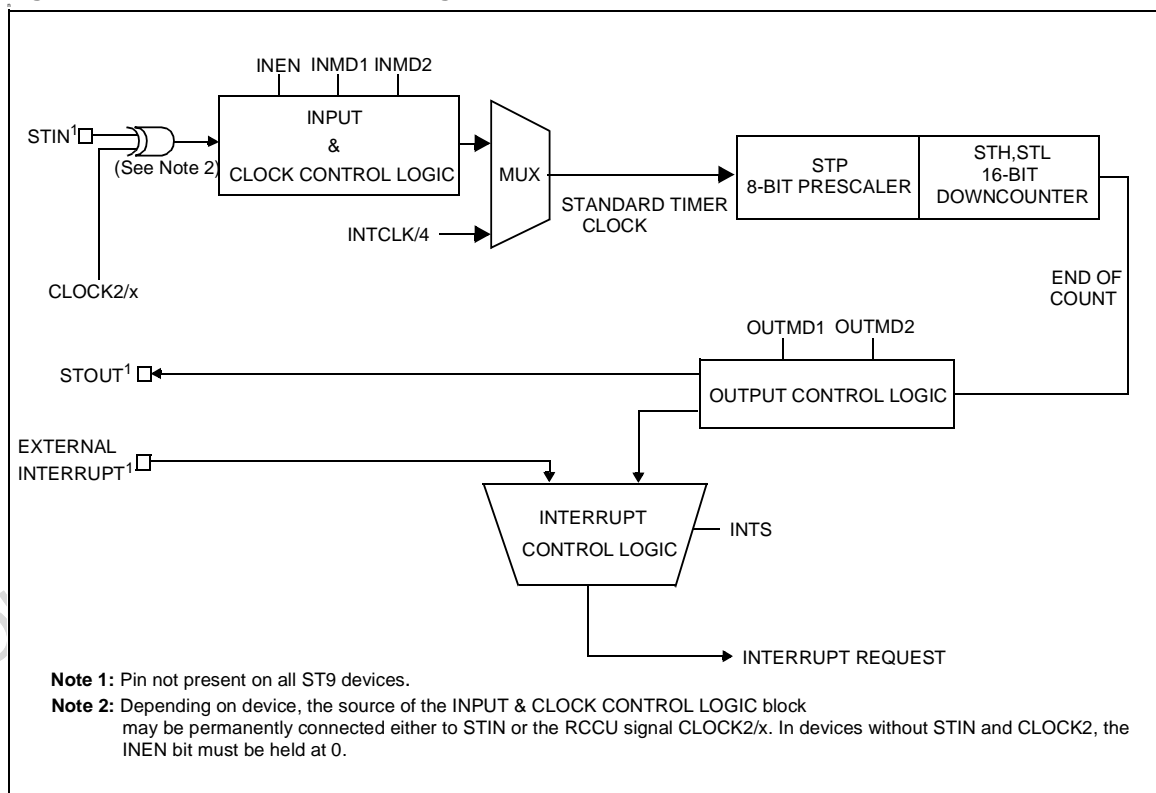 INEN INMD1 INMD2
INPUT
&
CLOCK CONTROL LOGIC
STIN1
(See Note 2)
MUX
STP
8-BIT PRESCALER
STH,STL
16-BIT
DOWNCOUNTER
STANDARD TIMER
CLOCK
INTCLK/4
CLOCK2/x
END OF
COUNT
OUTMD1 OUTMD2
STOUT1
OUTPUT CONTROL LOGIC
EXTERNAL
INTERRUPT1
INTERRUPT
CONTROL LOGIC
INTS
INTERRUPT REQUEST
Note 1: Pin not present on all ST9 devices.
Note 2: Depending on device, the source of the INPUT & CLOCK CONTROL LOGIC block
may be permanently connected either to STIN or the RCCU signal CLOCK2/x. In devices without STIN and CLOCK2, the
INEN bit must be held at 0.